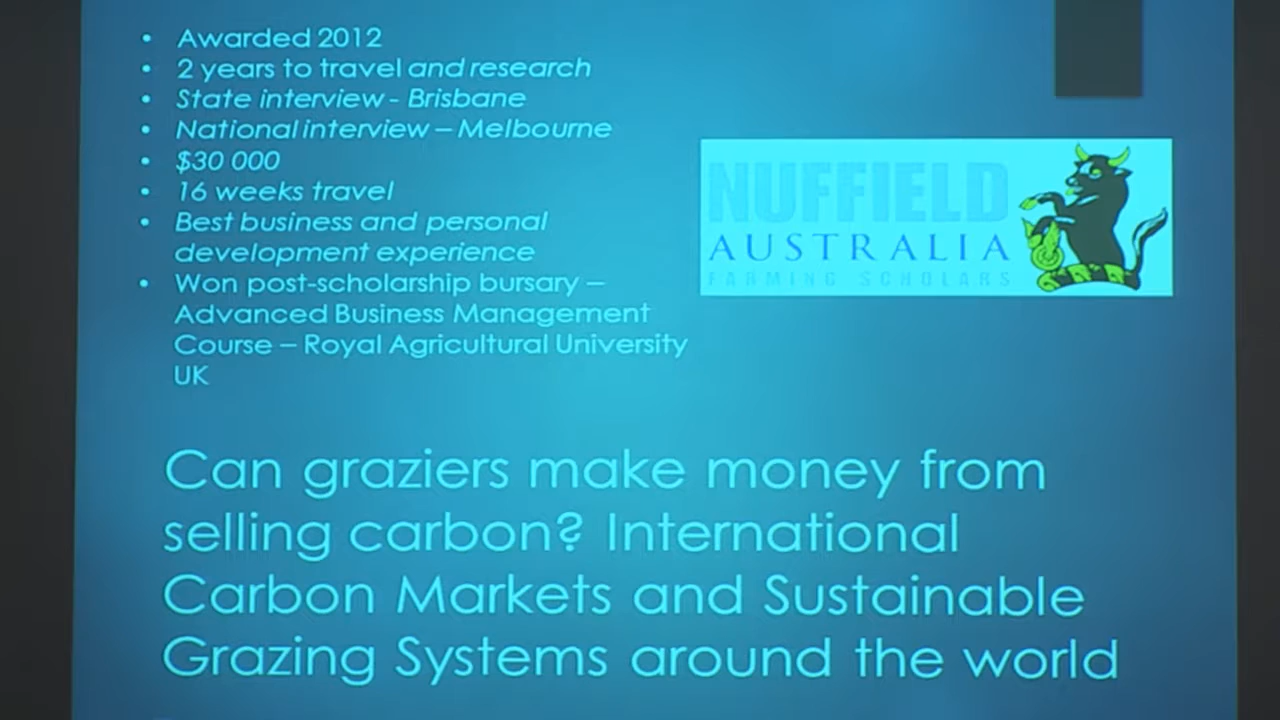 • Awarded 2012
• 2 years to travel and research
• State interview - Brisbane
• National interview – Melbourne
• $30 000
• 16 weeks travel
• Best business and personal
development experience
• Won post-scholarship bursary –
Advanced Business Management
Course – Royal Agricultural University
UK
NUFFIELD
AUSTRALIA
FARMING SCHOLARS
Can graziers make money from
selling carbon? International
Carbon Markets and Sustainable
Grazing Systems around the world